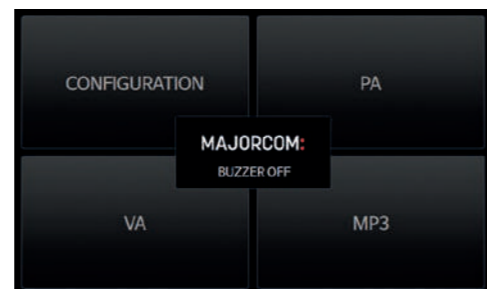 CONFIGURATION
PA
MAJORCOM:
BUZZER OFF
VA
MP3